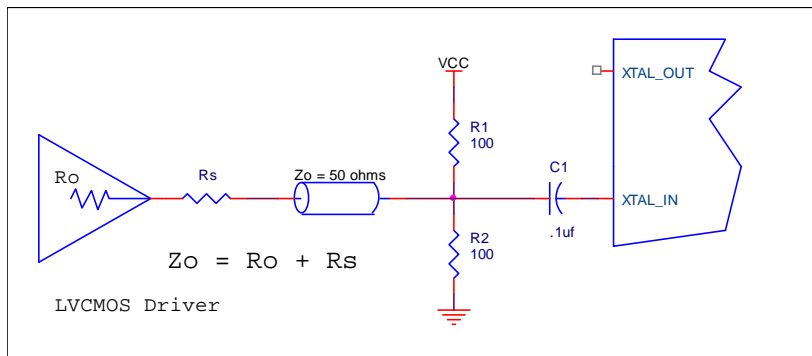 VCC
XTAL_OUT
R1
100
C1
Ro
Rs
Zo = 50 ohms
XTAL_IN
R2
100
.1uf
Zo = Ro + Rs
LVCMOS Driver